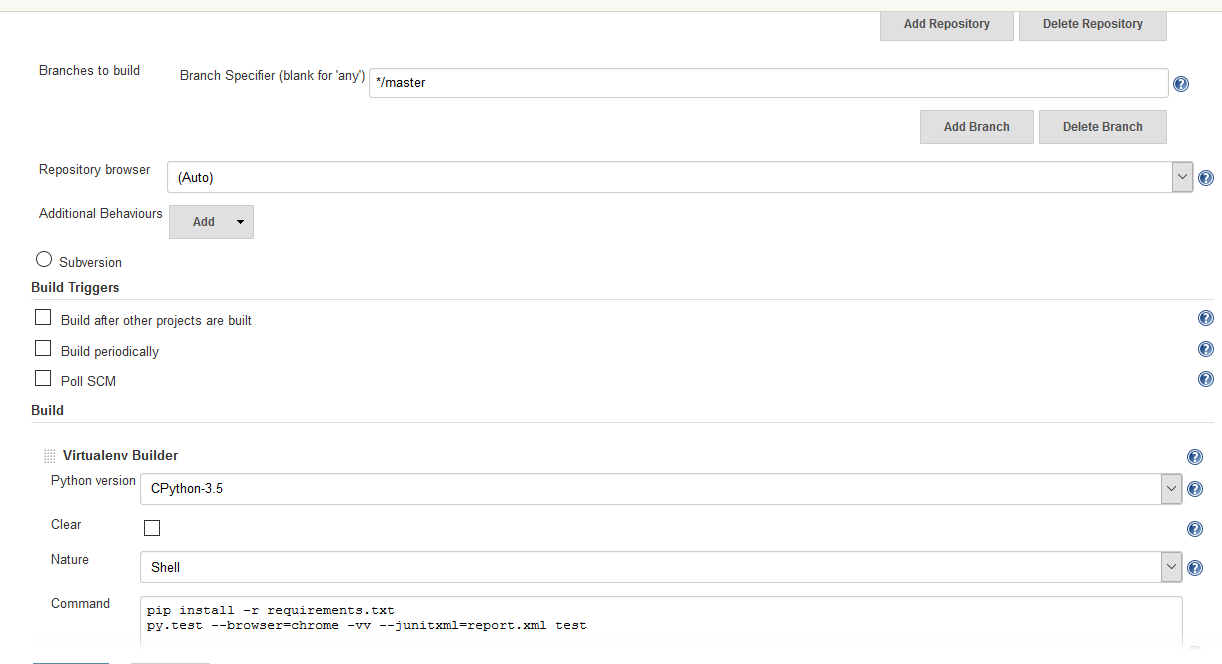 Add Repository Delete Repository
Branches to build Branch Specifier (blank for 'any') */master
Add Branch Delete Branch
Repository browser (Auto)
Additional Behaviours Add
Subversion
Build Triggers
Build after other projects are built
Build periodically
Poll SCM
Build
Virtualenv Builder
Python version CPython-3.5
Clear
Nature Shell
Command pip install -r requirements.txt
py.test --browser=chrome -vv --junitxml=report.xml test